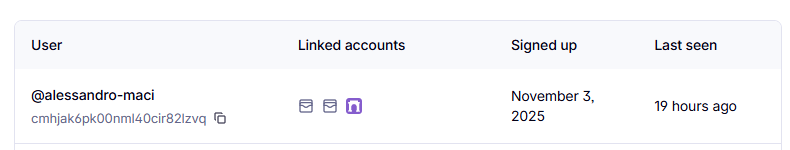 User Linked accounts Signed up Last seen
@alessandro-maci
cmhjak6pk00nml40cir82lzvq
November 3,
2025
19 hours ago